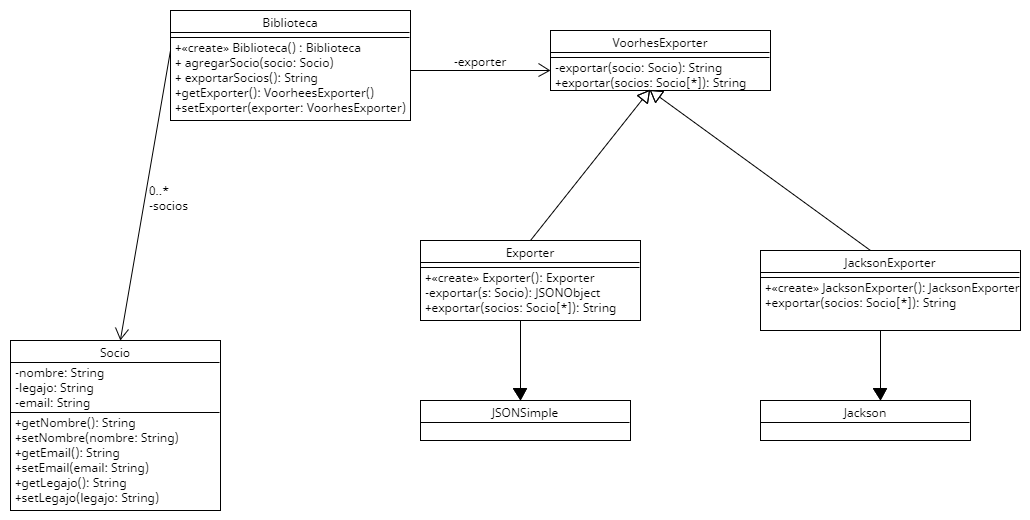 Biblioteca
+«create» Biblioteca() : Biblioteca
+ agregarSocio(socio: Socio)
+ exportarSocios(): String
+getExporter(): VoorheesExporter()
+setExporter(exporter: VoorhesExporter)
-exporter
VoorhesExporter
-exportar(socio: Socio): String
+exportar(socios: Socio[*]): String
0..*
-socios
Exporter
+«create» Exporter(): Exporter
-exportar(s: Socio): JSONObject
+exportar(socios: Socio[*]): String
JacksonExporter
+«create» JacksonExporter(): JacksonExporter
+exportar(socios: Socio[*]): String
Socio
-nombre: String
-legajo: String
-email: String
+getNombre(): String
+setNombre(nombre: String)
+getEmail(): String
+setEmail(email: String)
+getLegajo(): String
+setLegajo(legajo: String)
JSONSimple
Jackson